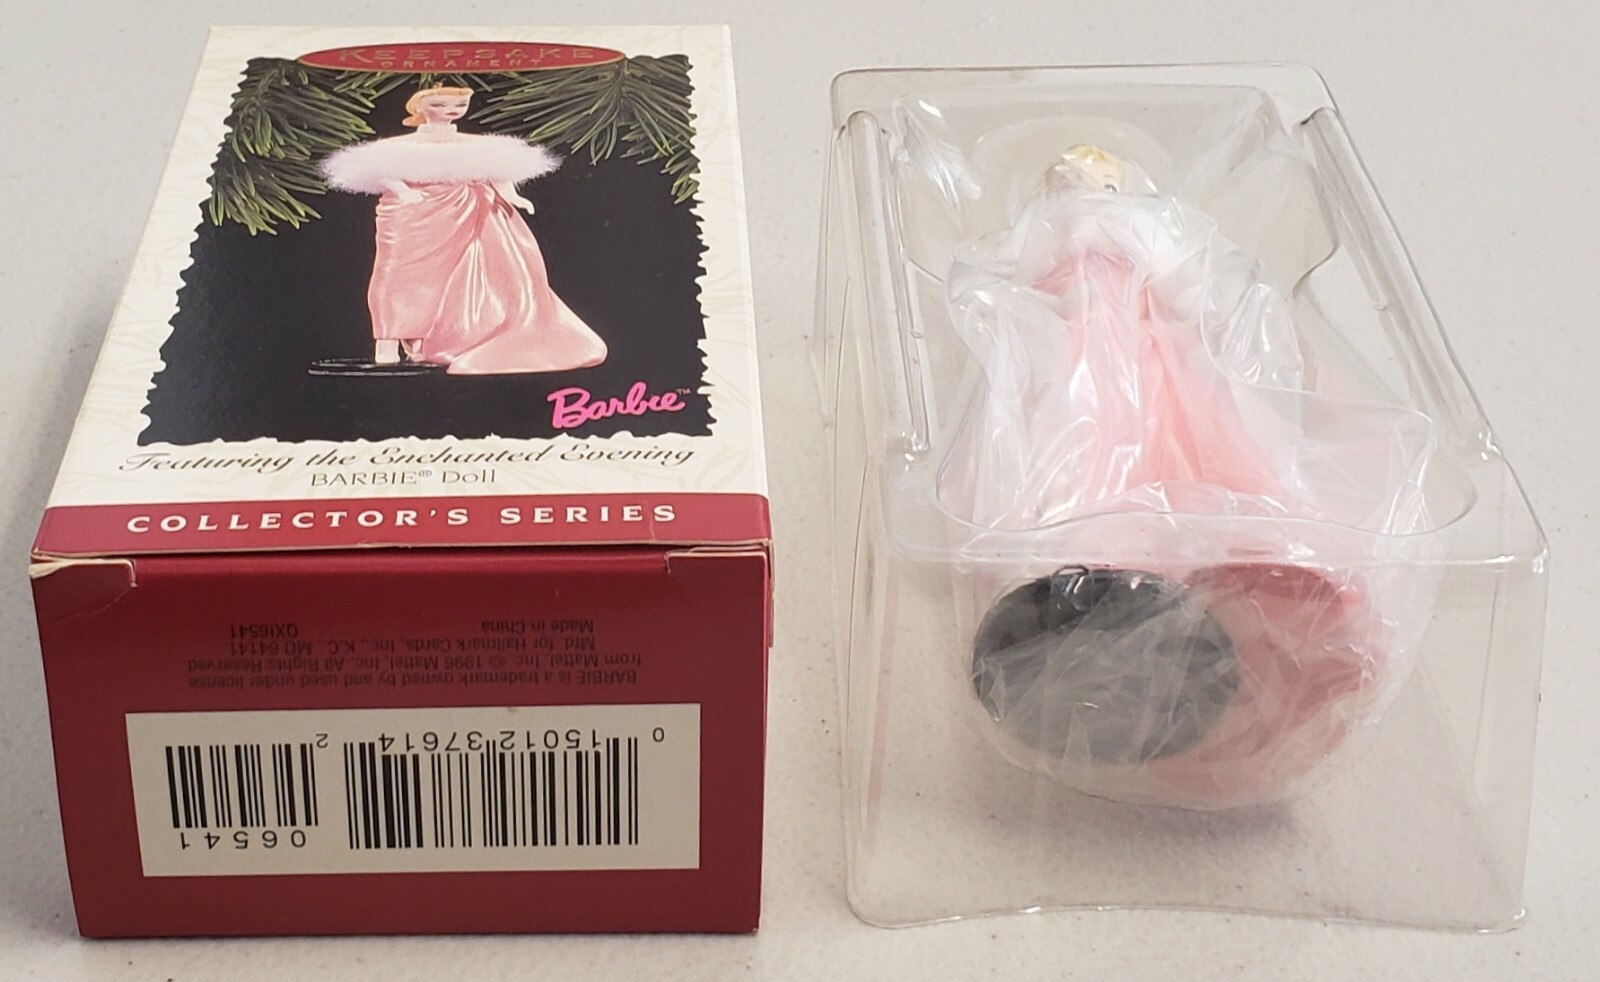 KEEPSAKE
ORNAMENT
Barbie™
Featuring the Enchanted Evening
BARBIE® Doll
COLLECTOR'S SERIES
BARBIE is a trademark owned by and used under license
from Mattel, Inc. © 1996 Mattel, Inc. All Rights Reserved.
Mfd. for Hallmark Cards, Inc., K.C., MO 64141
Made in China QXI6541
0 15012 37614 2
06541